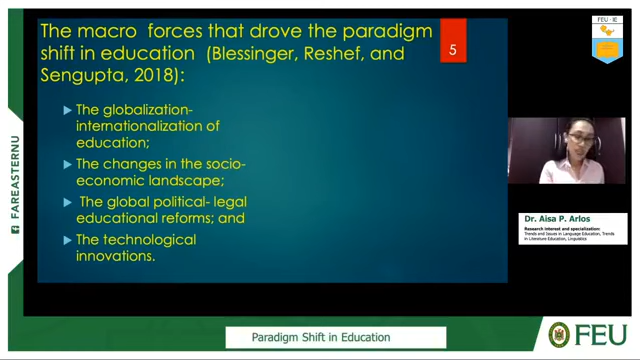 The macro forces that drove the paradigm
shift in education (Blessinger, Reshef, and
Sengupta, 2018):
5
The globalization-
internationalization of
education;
The changes in the socio-
economic landscape;
The global political- legal
educational reforms; and
The technological
innovations.
FEU · IE
Dr. Aisa P. Arlos
Research interest and specialization:
Trends and Issues in Language Education, Trends
in Literature Education, Linguistics
FAREASTERNU
Paradigm Shift in Education
FEU